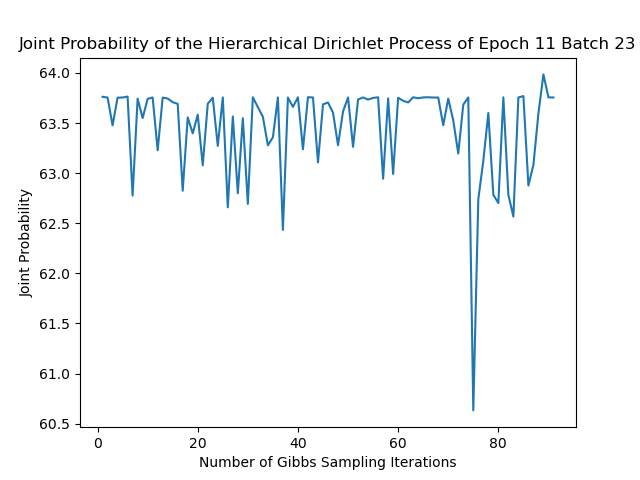 Joint Probability of the Hierarchical Dirichlet Process of Epoch 11 Batch 23
64.0
63.5
63.0
62.5
62.0
61.5
61.0
60.5
Joint Probability
0 20 40 60 80
Number of Gibbs Sampling Iterations